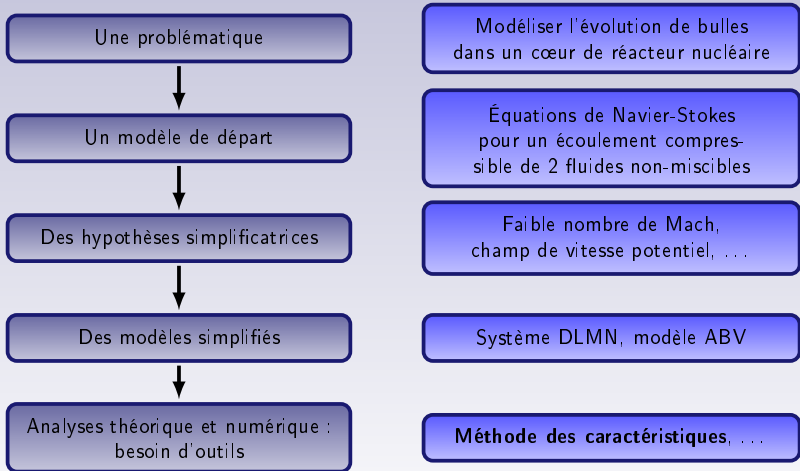 Une problématique
Modéliser l'évolution de bulles
dans un cœur de réacteur nucléaire
Un modèle de départ
Équations de Navier-Stokes
pour un écoulement compres-
sible de 2 fluides non-miscibles
Des hypothèses simplificatrices
Faible nombre de Mach,
champ de vitesse potentiel, ...
Des modèles simplifiés
Système DLMN, modèle ABV
Analyses théorique et numérique :
besoin d'outils
Méthode des caractéristiques, ...